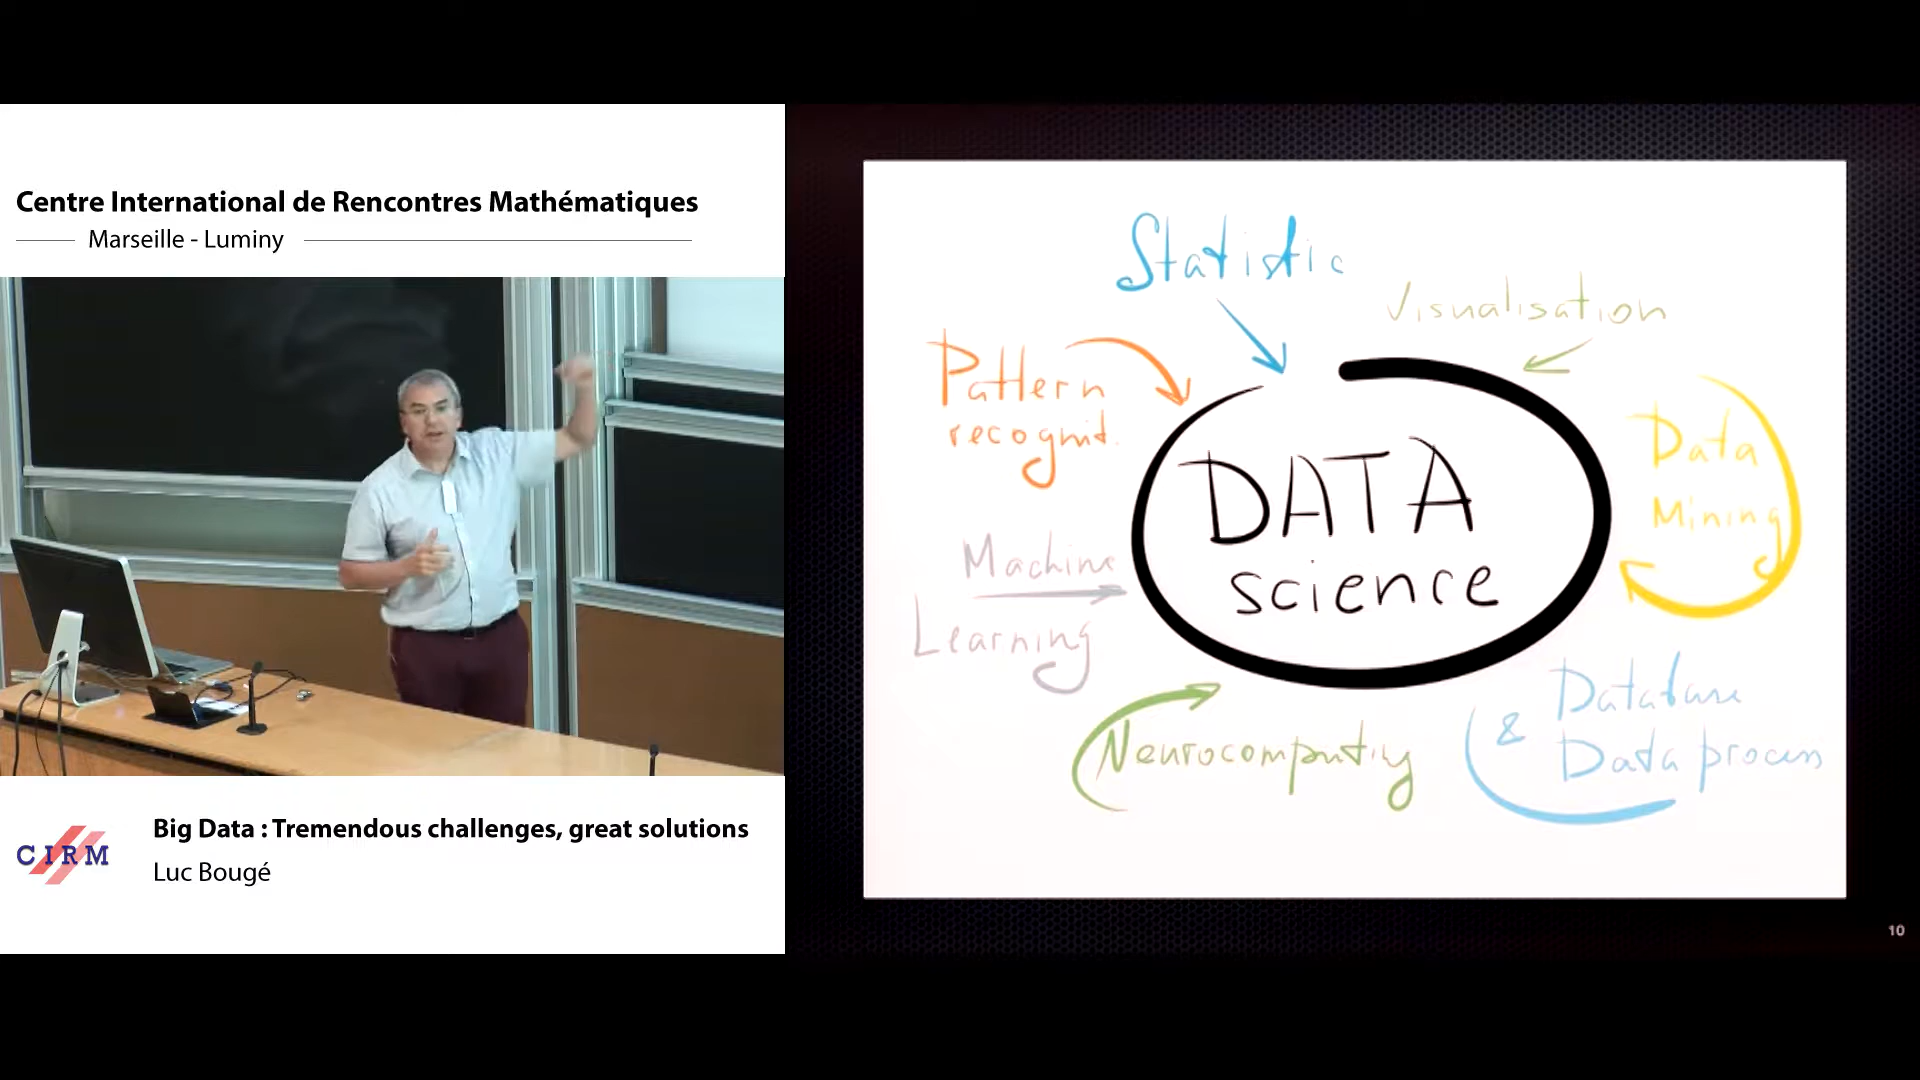 Centre International de Rencontres Mathématiques
Marseille - Luminy
CIRM
Big Data : Tremendous challenges, great solutions
Luc Bougé
Statistic
Visualisation
Pattern
recognit.
Data
Mining
DATA
science
Machine
Learning
Neurocomputing
& Database
Data process
10